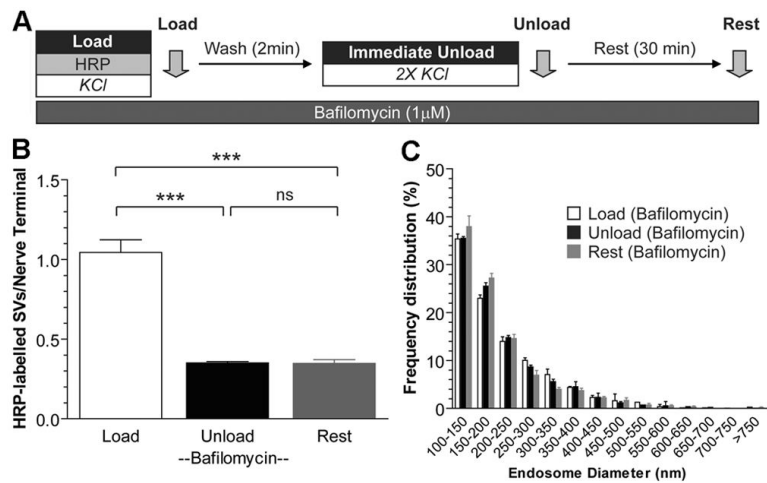 A
Load
Unload
Rest
Load
HRP
KCl
Wash (2min)
Immediate Unload
2X KCl
Rest (30 min)
Bafilomycin (1μM)
B
HRP-labelled SVs/Nerve Terminal
1.5
1.0
0.5
0.0
***
***
ns
Load
Unload
Rest
--Bafilomycin--
C
Frequency distribution (%)
50
40
30
20
10
0
Load (Bafilomycin)
Unload (Bafilomycin)
Rest (Bafilomycin)
100-150
150-200
200-250
250-300
300-350
350-400
400-450
450-500
500-550
550-600
600-650
650-700
700-750
>750
Endosome Diameter (nm)